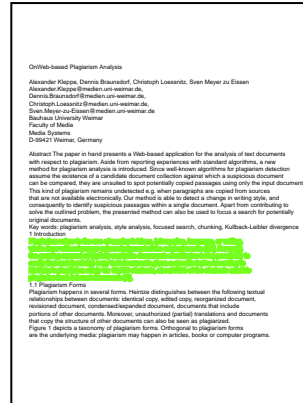 OnWeb-based Plagiarism Analysis
Alexander Kleppe, Dennis Braunsdorf, Christoph Loessnitz, Sven Meyer zu Eissen
Alexander.Kleppe@medien.uni-weimar.de,
Dennis.Braunsdorf@medien.uni-weimar.de,
Christoph.Loessnitz@medien.uni-weimar.de,
Sven.Meyer-zu-Eissen@medien.uni-weimar.de
Bauhaus University Weimar
Faculty of Media
Media Systems
D-99421 Weimar, Germany
Abstract The paper in hand presents a Web-based application for the analysis of text documents
with respect to plagiarism. Aside from reporting experiences with standard algorithms, a new
method for plagiarism analysis is introduced. Since well-known algorithms for plagiarism detection
assume the existence of a candidate document collection against which a suspicious document
can be compared, they are unsuited to spot potentially copied passages using only the input document.
This kind of plagiarism remains undetected e.g. when paragraphs are copied from sources
that are not available electronically. Our method is able to detect a change in writing style, and
consequently to identify suspicious passages within a single document. Apart from contributing to
solve the outlined problem, the presented method can also be used to focus a search for potentially
original documents.
Key words: plagiarism analysis, style analysis, focused search, chunking, Kullback-Leibler divergence
1 Introduction
1.1 Plagiarism Forms
Plagiarism happens in several forms. Heintze distinguishes between the following textual
relationships between documents: identical copy, edited copy, reorganized document,
revisioned document, condensed/expanded document, documents that include
portions of other documents. Moreover, unauthorized (partial) translations and documents
that copy the structure of other documents can also be seen as plagiarized.
Figure 1 depicts a taxonomy of plagiarism forms. Orthogonal to plagiarism forms
are the underlying media: plagiarism may happen in articles, books or computer programs.